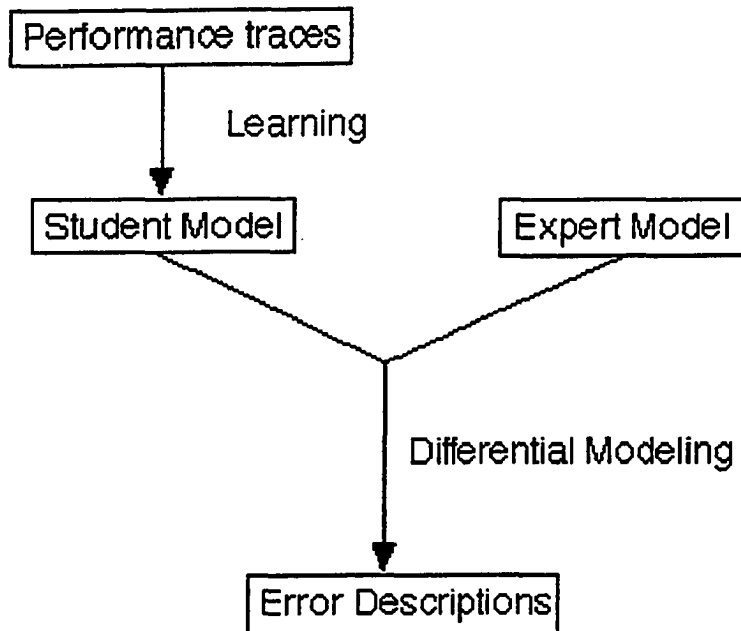 Performance traces
Learning
Student Model
Expert Model
Differential Modeling
Error Descriptions